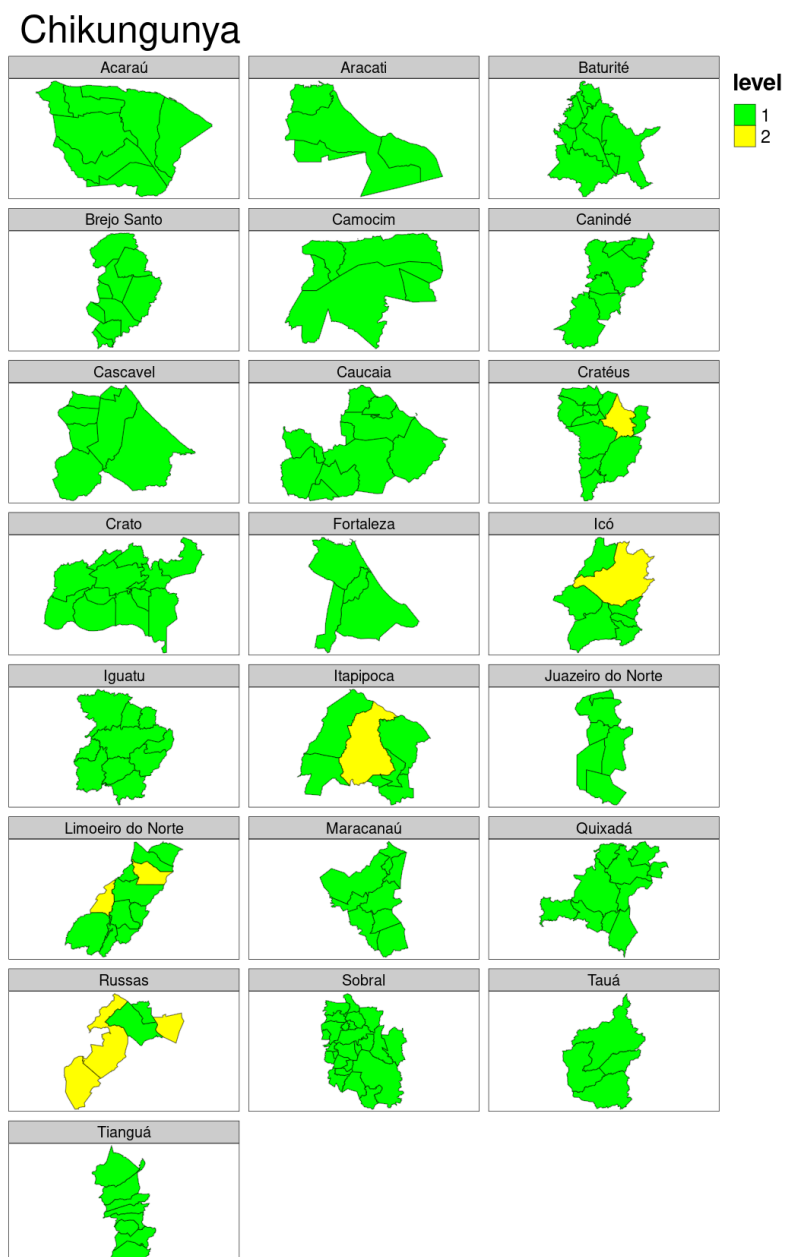 Chikungunya
Acaraú
Aracati
Baturité
level
1
2
Brejo Santo
Camocim
Canindé
Cascavel
Caucaia
Cratéus
Crato
Fortaleza
Icó
Iguatu
Itapipoca
Juazeiro do Norte
Limoeiro do Norte
Maracanaú
Quixadá
Russas
Sobral
Tauá
Tianguá